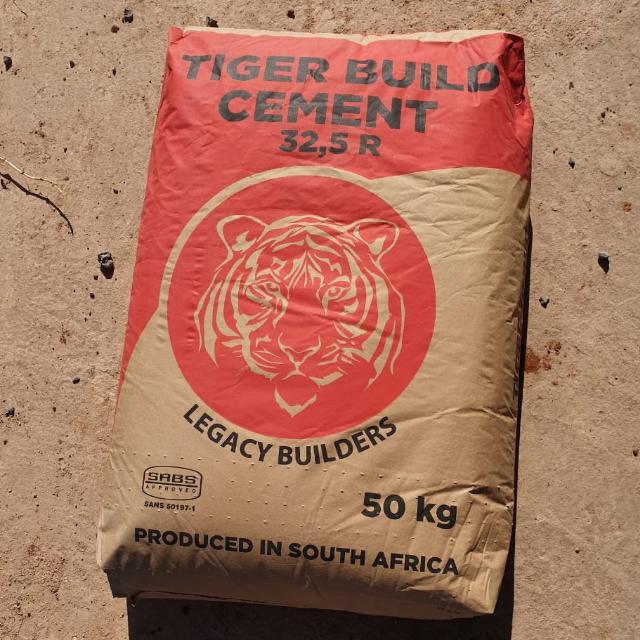 TIGER BUILD
CEMENT
32,5 R
LEGACY BUILDERS
SABS
APPROVED
SANS 50197-1
50 kg
PRODUCED IN SOUTH AFRICA